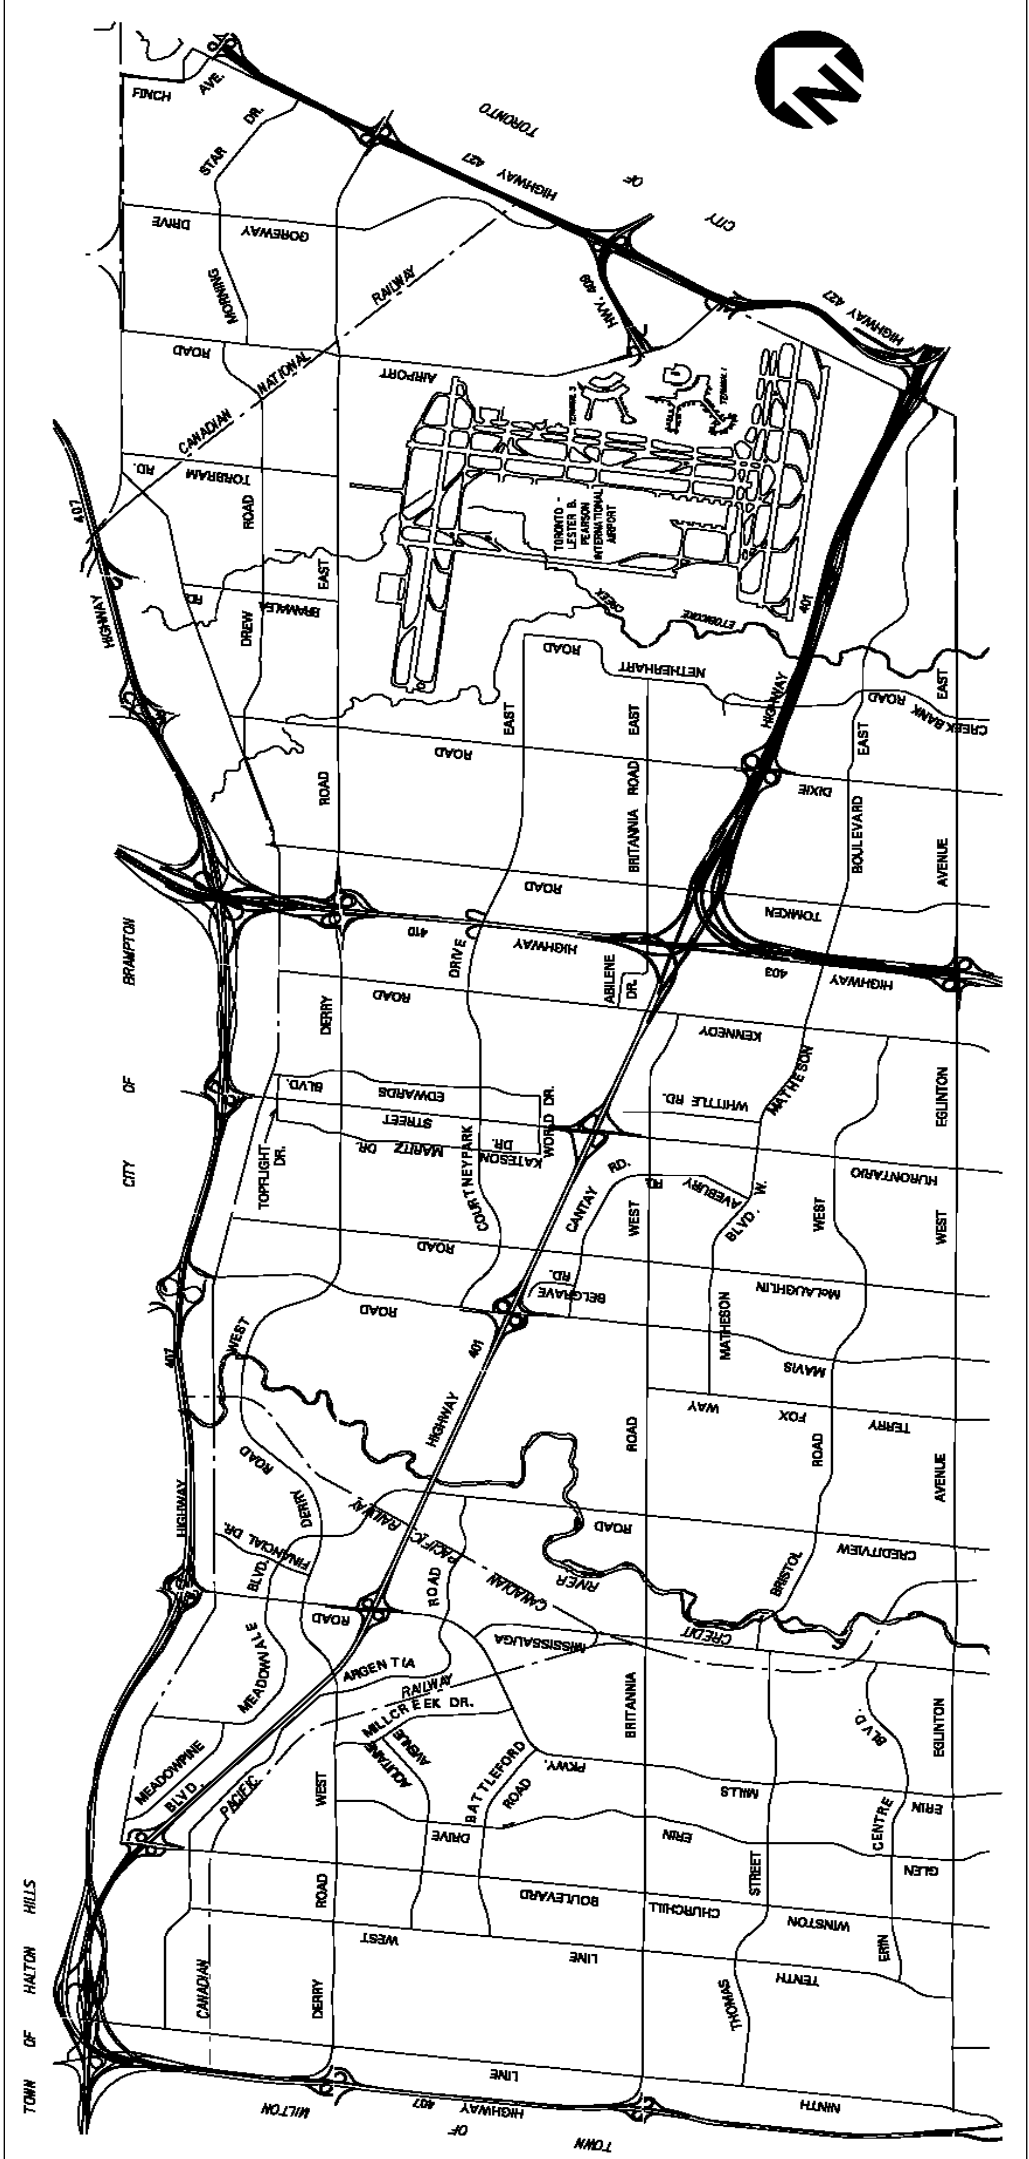 N
FINCH AVE.
MORNING STAR DR.
GOREWAY DRIVE
CITY OF TORONTO
HIGHWAY 427
HWY. 409
HIGHWAY 427
CANADIAN NATIONAL RAILWAY
AIRPORT ROAD
TERMINAL 3
TERMINAL 1
TORONTO -
LESTER B.
PEARSON
INTERNATIONAL
AIRPORT
TORBRAM RD.
407
HIGHWAY
DREW ROAD
BRAMALEA RD.
ETOBICOKE CREEK
401
HIGHWAY
NETHERHART ROAD
CREEKBANK ROAD
DIXIE ROAD
TOMKEN ROAD
DERRY ROAD EAST
COURTNEYPARK DRIVE EAST
BRITANNIA ROAD EAST
MATHESON BOULEVARD EAST
EGLINTON AVENUE EAST
CITY OF BRAMPTON
HIGHWAY 410
HIGHWAY 403
ABILENE DR.
KENNEDY ROAD
EDWARDS BLVD.
WHITTLE RD.
HURONTARIO STREET
MARITZ DR.
KATESON DR.
WORLD DR.
TOPFLIGHT DR.
CANTAY RD.
AVEBURY RD.
MATHESON BLVD. W.
McLAUGHLIN ROAD
BELGRAVE RD.
MAVIS ROAD
407
HIGHWAY
HIGHWAY 401
TERRY FOX WAY
BRISTOL ROAD WEST
BRITANNIA ROAD WEST
EGLINTON AVENUE WEST
DERRY ROAD WEST
FINANCIAL DR.
CANADIAN PACIFIC RAILWAY
CREDITVIEW ROAD
CREDIT RIVER
MISSISSAUGA ROAD
MEADOWVALE BLVD.
ARGENTIA ROAD
MEADOWPINE BLVD.
CANADIAN PACIFIC RAILWAY
MILLCREEK DR.
AQUITAINE AVENUE
BATTLEFORD ROAD
ERIN MILLS PKWY.
GLEN ERIN DRIVE
ERIN CENTRE BLVD.
WINSTON CHURCHILL BOULEVARD
THOMAS STREET
DERRY ROAD WEST
TENTH LINE WEST
NINTH LINE
HIGHWAY 407
TOWN OF HALTON HILLS
TOWN OF MILTON